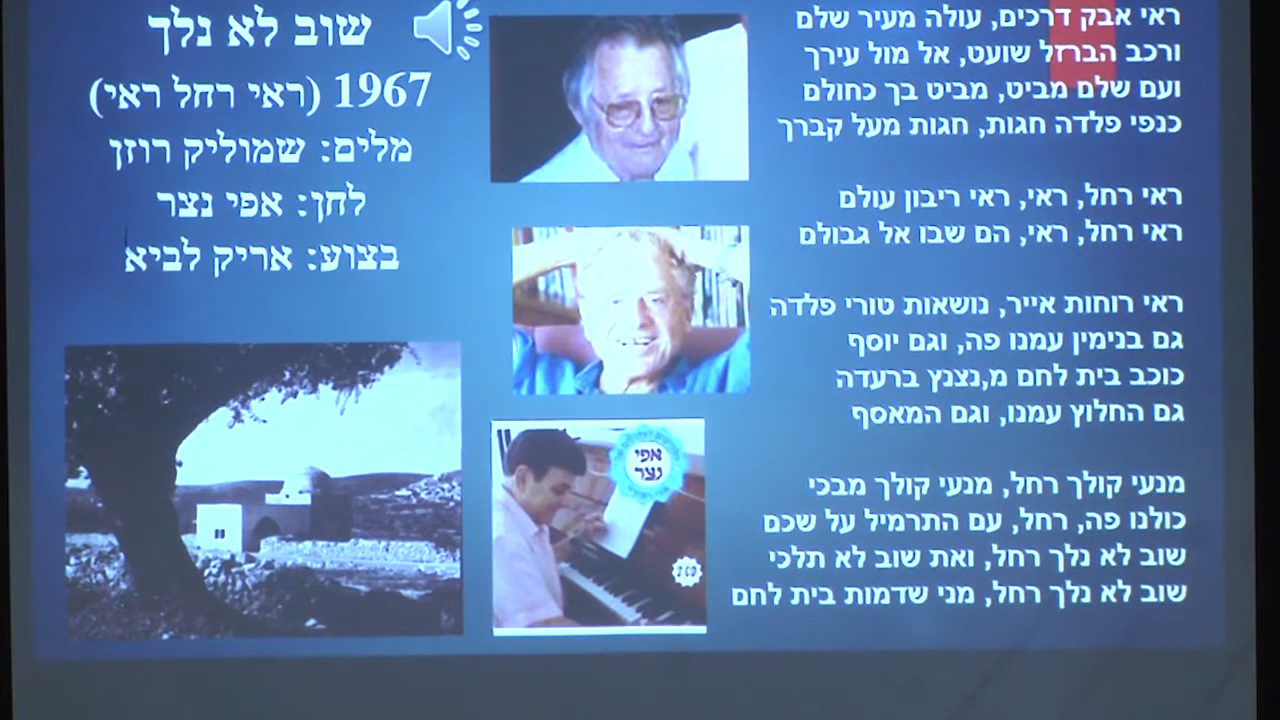 שוב לא נלך
1967 (ראי רחל ראי)
מלים: שמוליק רוזן
לחן: אפי נצר
בצוע: אריק לביא
ראי אבק דרכים, עולה מעיר שלם
ורכב הברזל שועט, אל מול עירך
ועם שלם מביט, מביט בך כחולם
כנפי פלדה חגות, חגות מעל קברך
ראי רחל, ראי, ראי ריבון עולם
ראי רחל, ראי, הם שבו אל גבולם
ראי רוחות אייר, נושאות טורי פלדה
גם בנימין עמנו פה, וגם יוסף
כוכב בית לחם מ,נצנץ ברעדה
גם החלוץ עמנו, וגם המאסף
מנעי קולך רחל, מנעי קולך מבכי
כולנו פה, רחל, עם התרמיל על שכם
שוב לא נלך רחל, ואת שוב לא תלכי
שוב לא נלך רחל, מני שדמות בית לחם
אפי
נצר